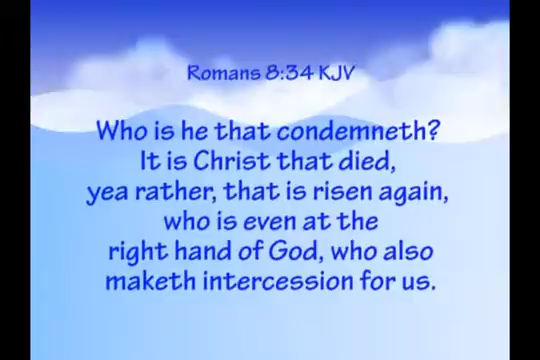 Romans 8:34 KJV
Who is he that condemneth?
It is Christ that died,
yea rather, that is risen again,
who is even at the
right hand of God, who also
maketh intercession for us.